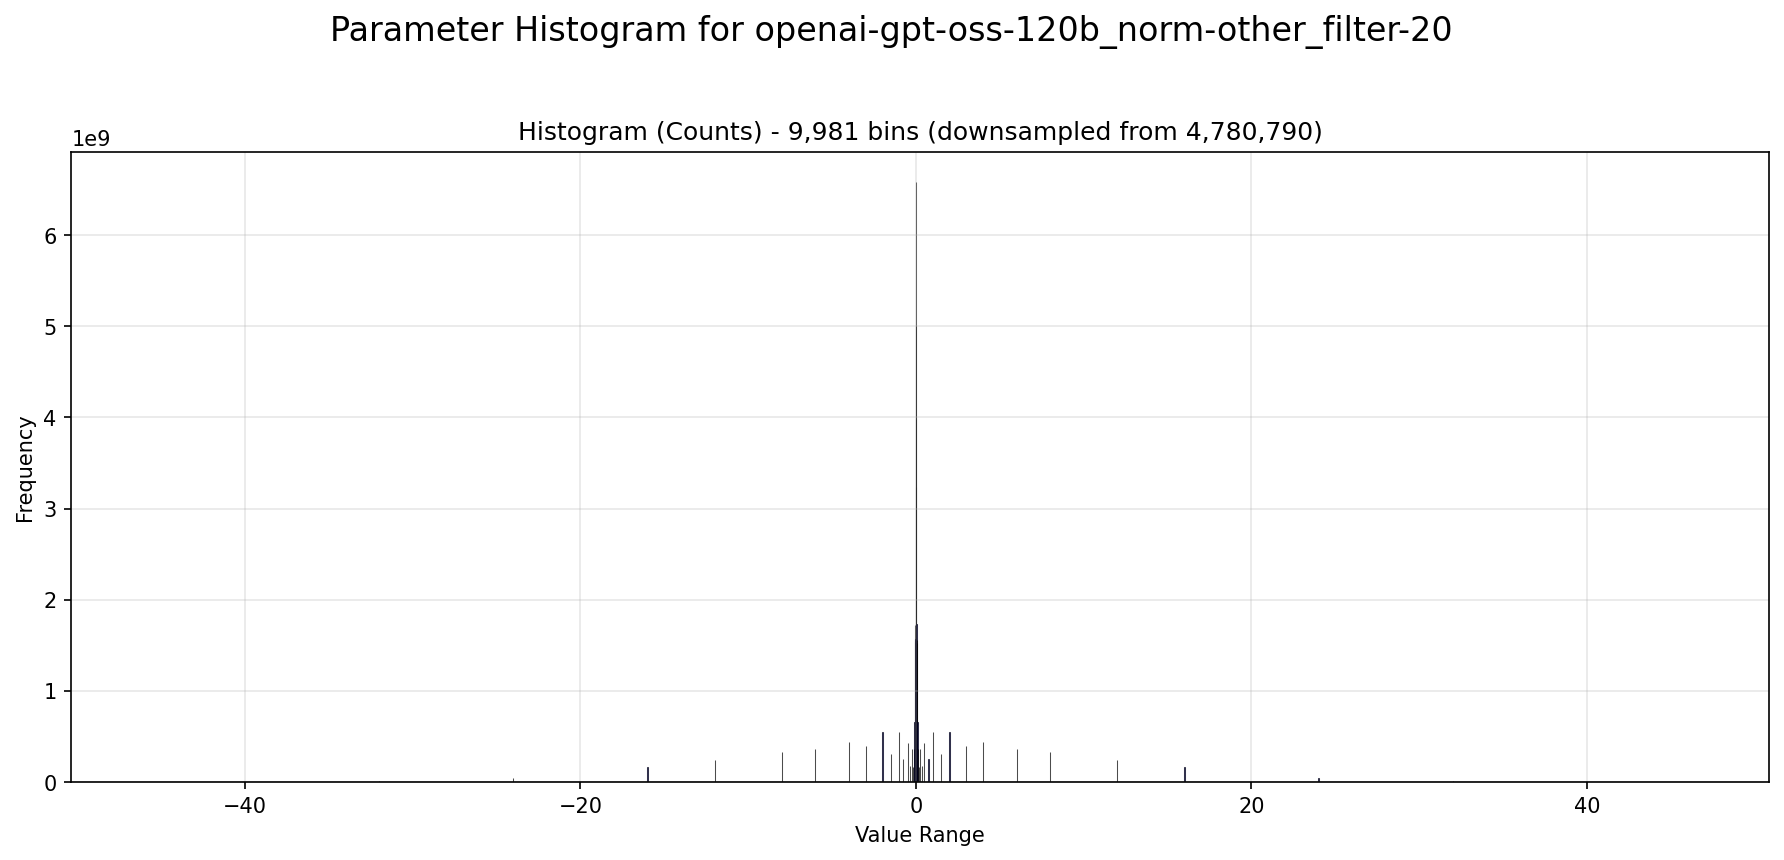 Parameter Histogram for openai-gpt-oss-120b_norm-other_filter-20
Histogram (Counts) - 9,981 bins (downsampled from 4,780,790)
1e9
6
5
4
3
2
1
0
Frequency
−40
−20
0
20
40
Value Range